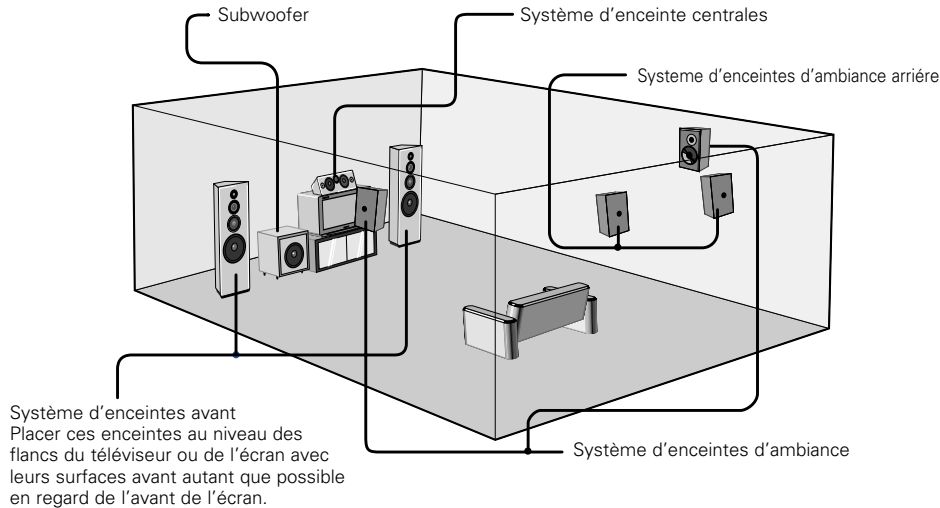 Subwoofer
Système d'enceinte centrales
Systeme d'enceintes d'ambiance arriére
Système d'enceintes avant
Placer ces enceintes au niveau des
flancs du téléviseur ou de l'écran avec
leurs surfaces avant autant que possible
en regard de l'avant de l'écran.
Système d'enceintes d'ambiance